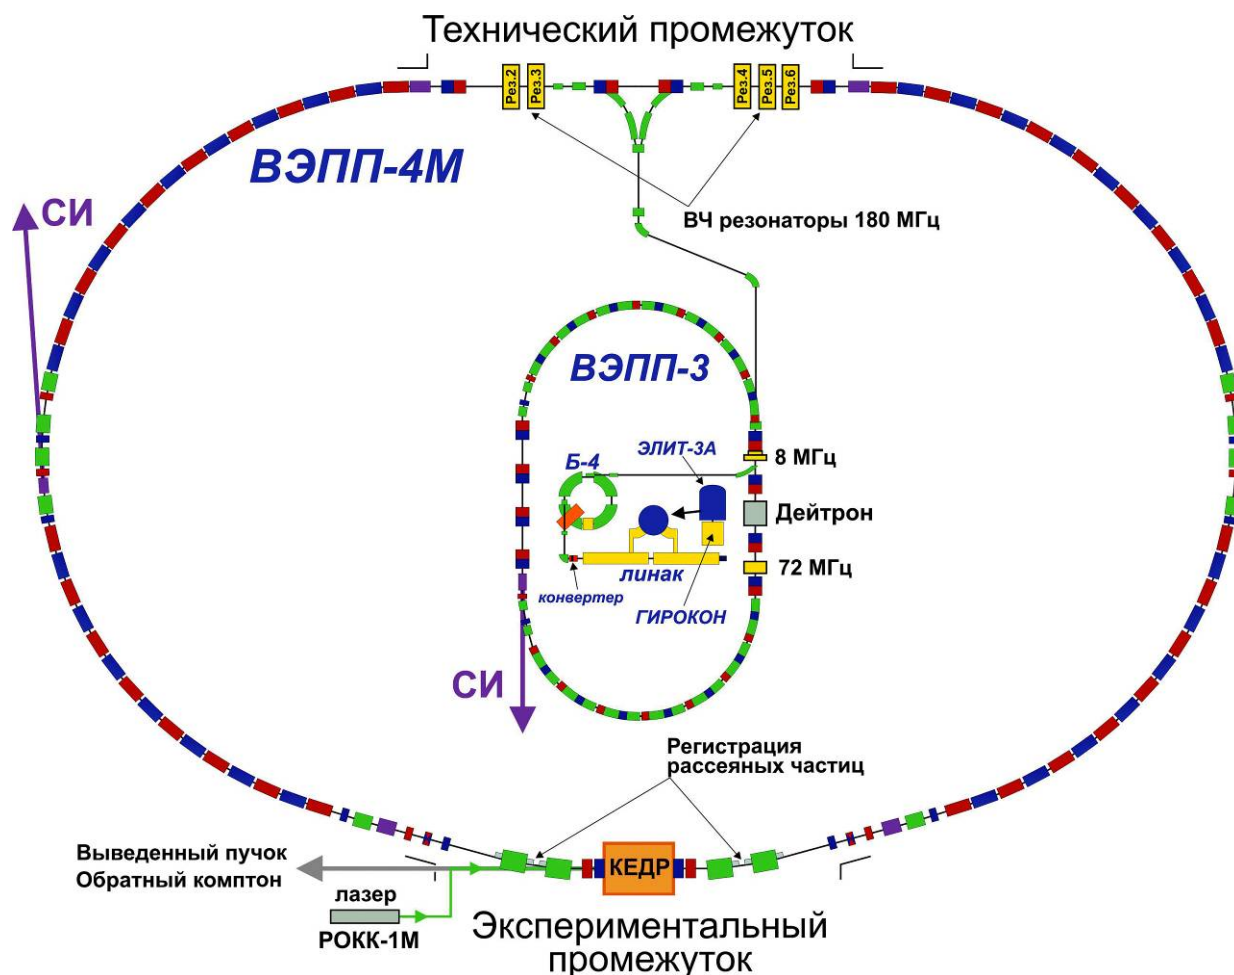 Технический промежуток
Рез.2
Рез.3
Рез.4
Рез.5
Рез.6
ВЭПП-4М
СИ
ВЧ резонаторы 180 МГц
ВЭПП-3
ЭЛИТ-3А
Б-4
8 МГц
Дейтрон
72 МГц
линак
конвертер
ГИРОКОН
СИ
Регистрация
рассеяных частиц
Выведенный пучок
Обратный комптон
КЕДР
лазер
РОКК-1М
Экспериментальный
промежуток